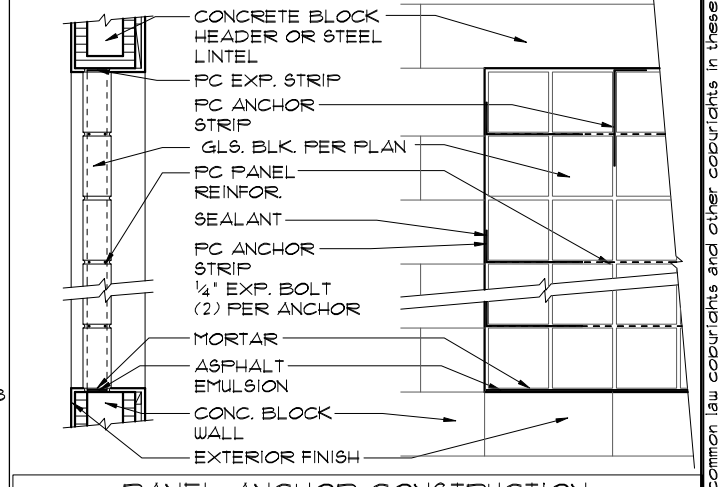 CONCRETE BLOCK
HEADER OR STEEL
LINTEL
PC EXP. STRIP
PC ANCHOR
STRIP
GLS. BLK. PER PLAN
PC PANEL
REINFOR.
SEALANT
PC ANCHOR
STRIP
1/4" EXP. BOLT
(2) PER ANCHOR
MORTAR
ASPHALT
EMULSION
CONC. BLOCK
WALL
EXTERIOR FINISH
PANEL ANCHOR CONSTRUCTION
common law copyrights and other copyrights in these